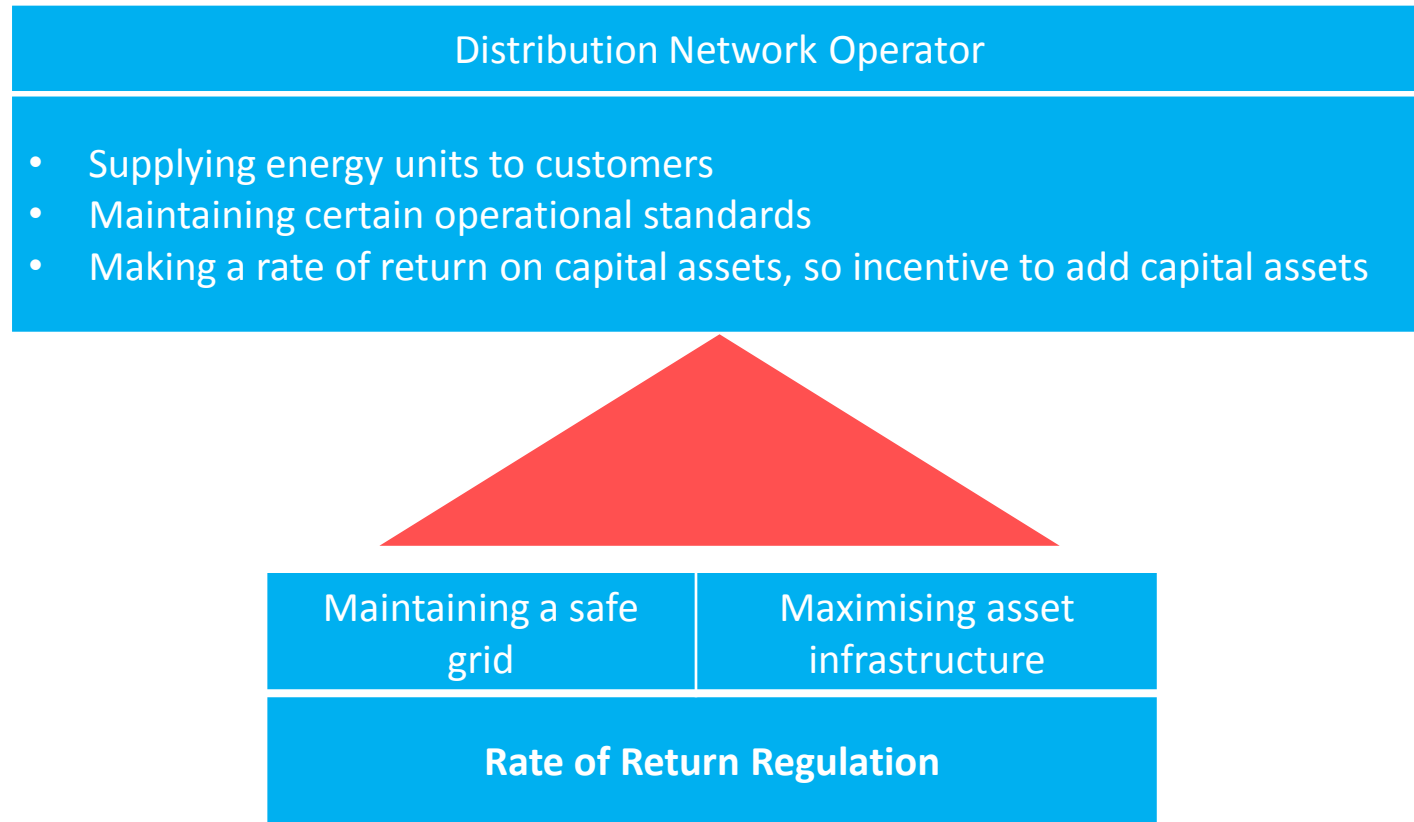 Distribution Network Operator
• Supplying energy units to customers
• Maintaining certain operational standards
• Making a rate of return on capital assets, so incentive to add capital assets
Maintaining a safe
grid
Maximising asset
infrastructure
Rate of Return Regulation